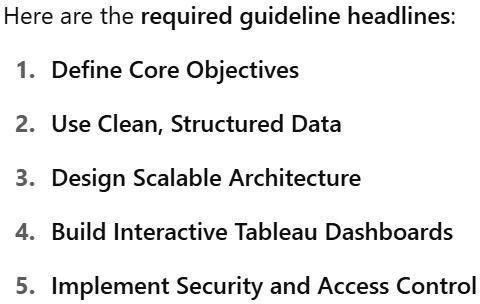 Here are the required guideline headlines:
1. Define Core Objectives
2. Use Clean, Structured Data
3. Design Scalable Architecture
4. Build Interactive Tableau Dashboards
5. Implement Security and Access Control